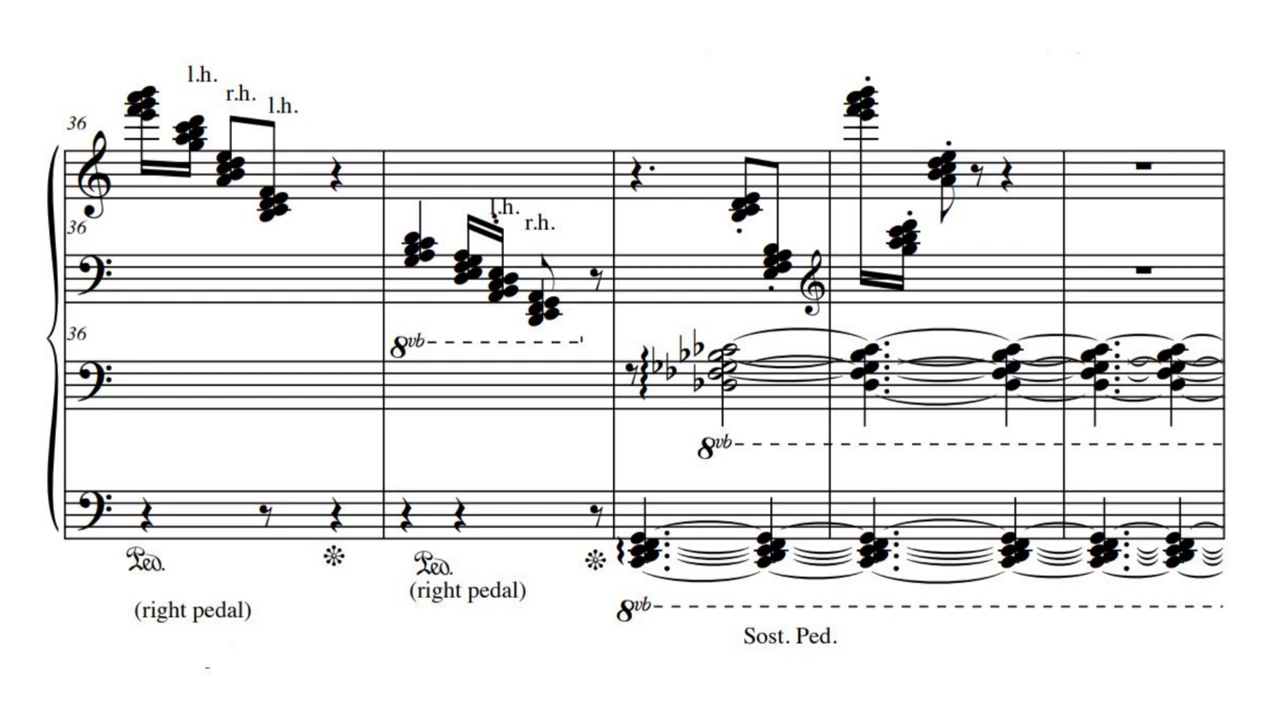 l.h.
r.h.
l.h.
36
36
l.h.
r.h.
36
8vb
8vb
Ped.
Ped.
(right pedal)
(right pedal)
8vb
Sost. Ped.